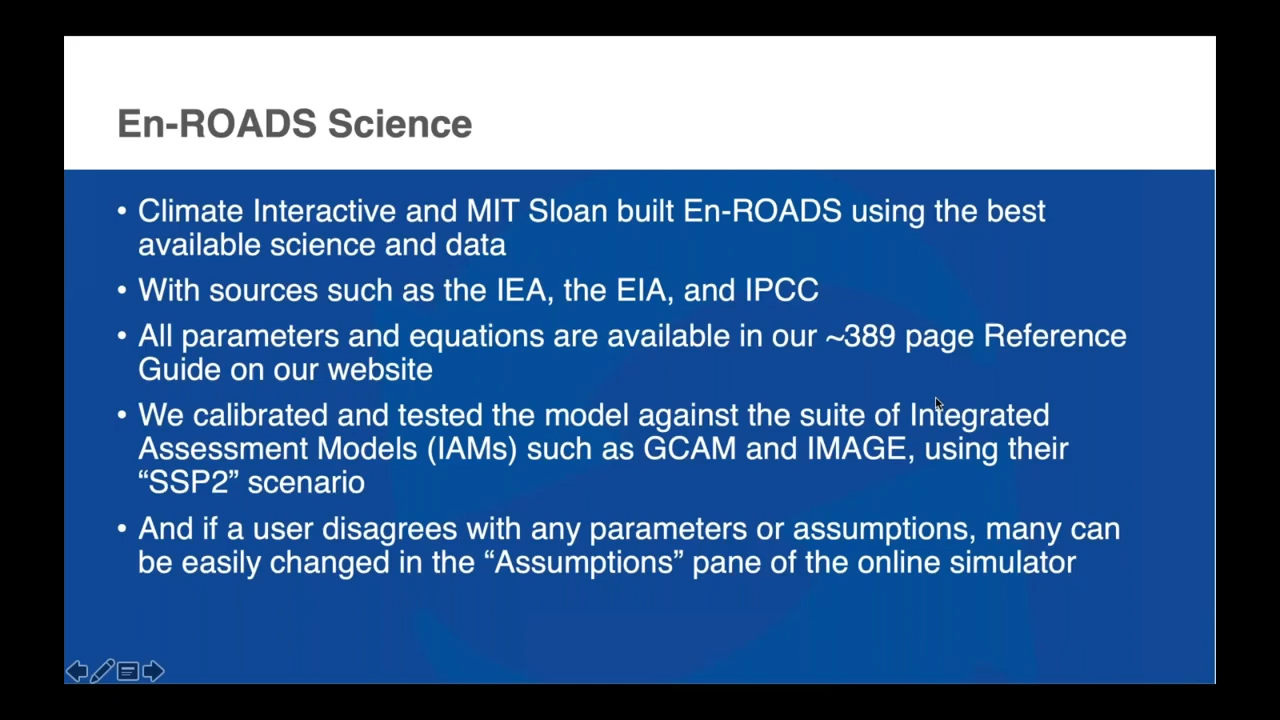 En-ROADS Science
• Climate Interactive and MIT Sloan built En-ROADS using the best
available science and data
• With sources such as the IEA, the EIA, and IPCC
• All parameters and equations are available in our ~389 page Reference
Guide on our website
• We calibrated and tested the model against the suite of Integrated
Assessment Models (IAMs) such as GCAM and IMAGE, using their
“SSP2” scenario
• And if a user disagrees with any parameters or assumptions, many can
be easily changed in the “Assumptions” pane of the online simulator